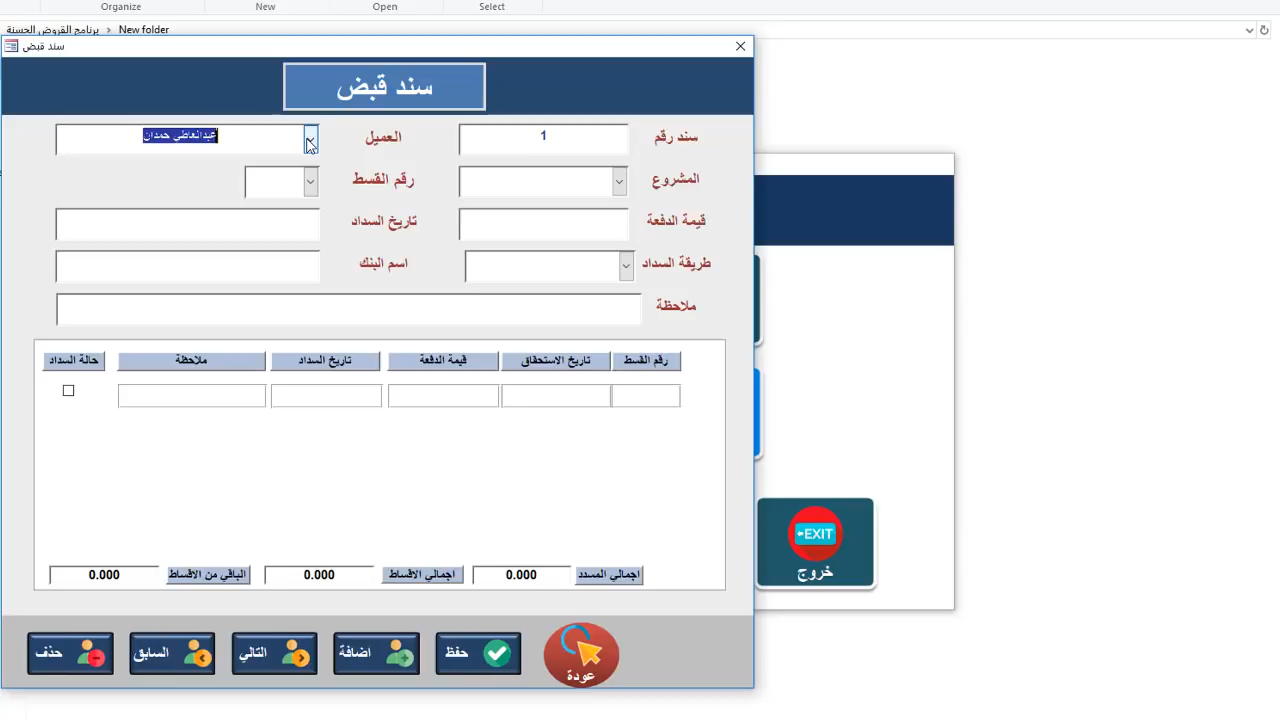 Organize New Open Select
برنامج القروض الحسنة › New folder
سند قبض
سند قبض
سند رقم 1 العميل عبدالعاطي حمدان
المشروع رقم القسط
قيمة الدفعة تاريخ السداد
طريقة السداد اسم البنك
ملاحظة
رقم القسط تاريخ الاستحقاق قيمة الدفعة تاريخ السداد ملاحظة حالة السداد
اجمالي المسدد 0.000 اجمالي الاقساط 0.000 الباقي من الاقساط 0.000
عودة حفظ اضافة التالي السابق حذف
EXIT
خروج